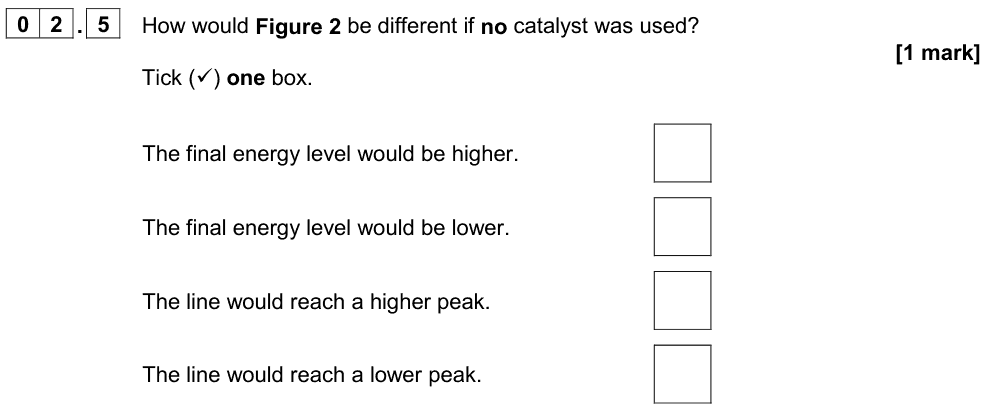 02.5 How would Figure 2 be different if no catalyst was used?
[1 mark]
Tick (✓) one box.
The final energy level would be higher.
The final energy level would be lower.
The line would reach a higher peak.
The line would reach a lower peak.